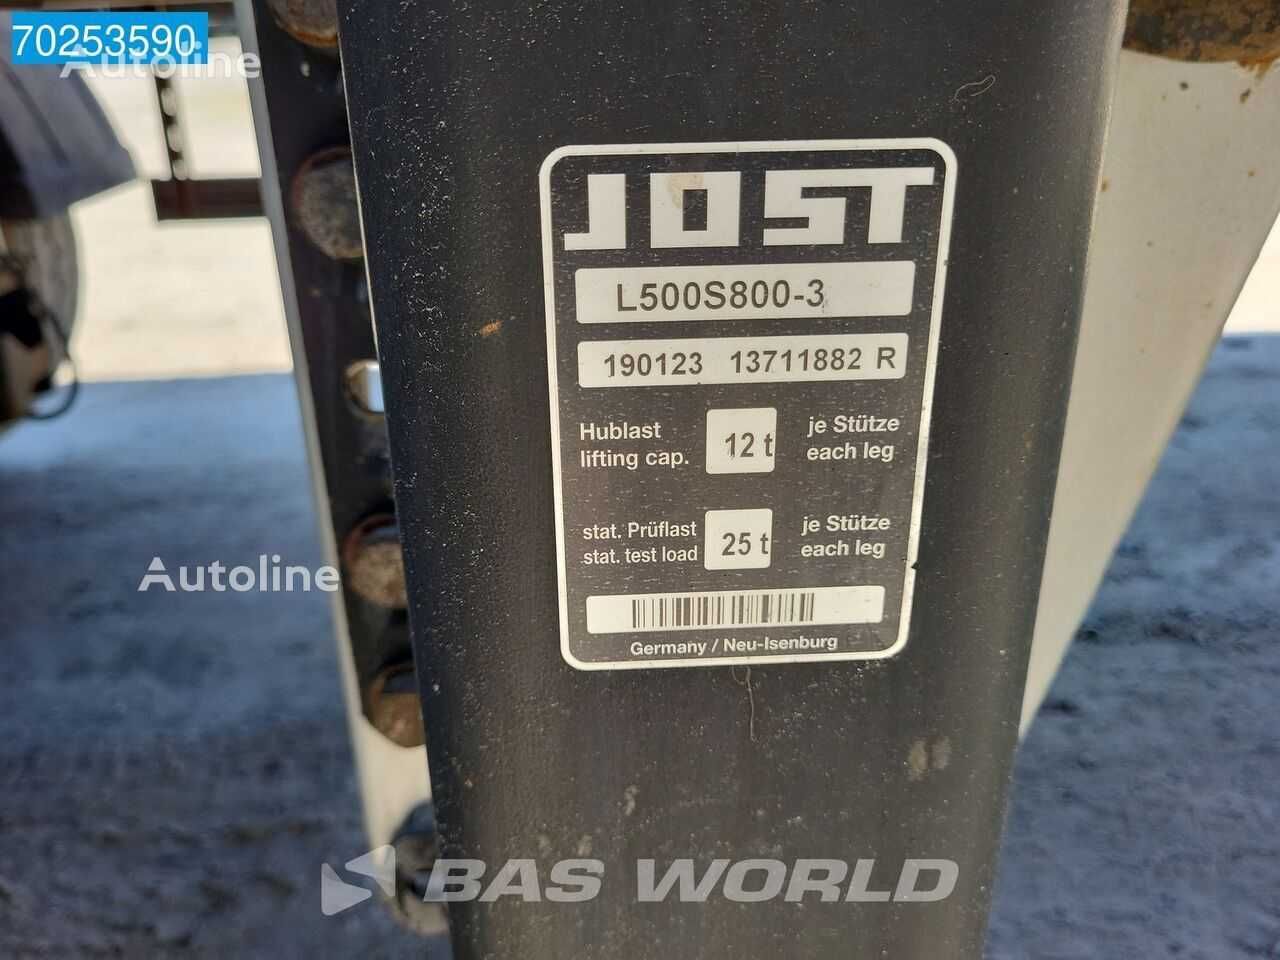 70253590
Autoline
JOST
L500S800-3
190123 13711882 R
Hublast 12 t je Stütze
lifting cap. each leg
stat. Prüflast 25 t je Stütze
stat. test load each leg
Germany / Neu-Isenburg
Autoline
BAS WORLD